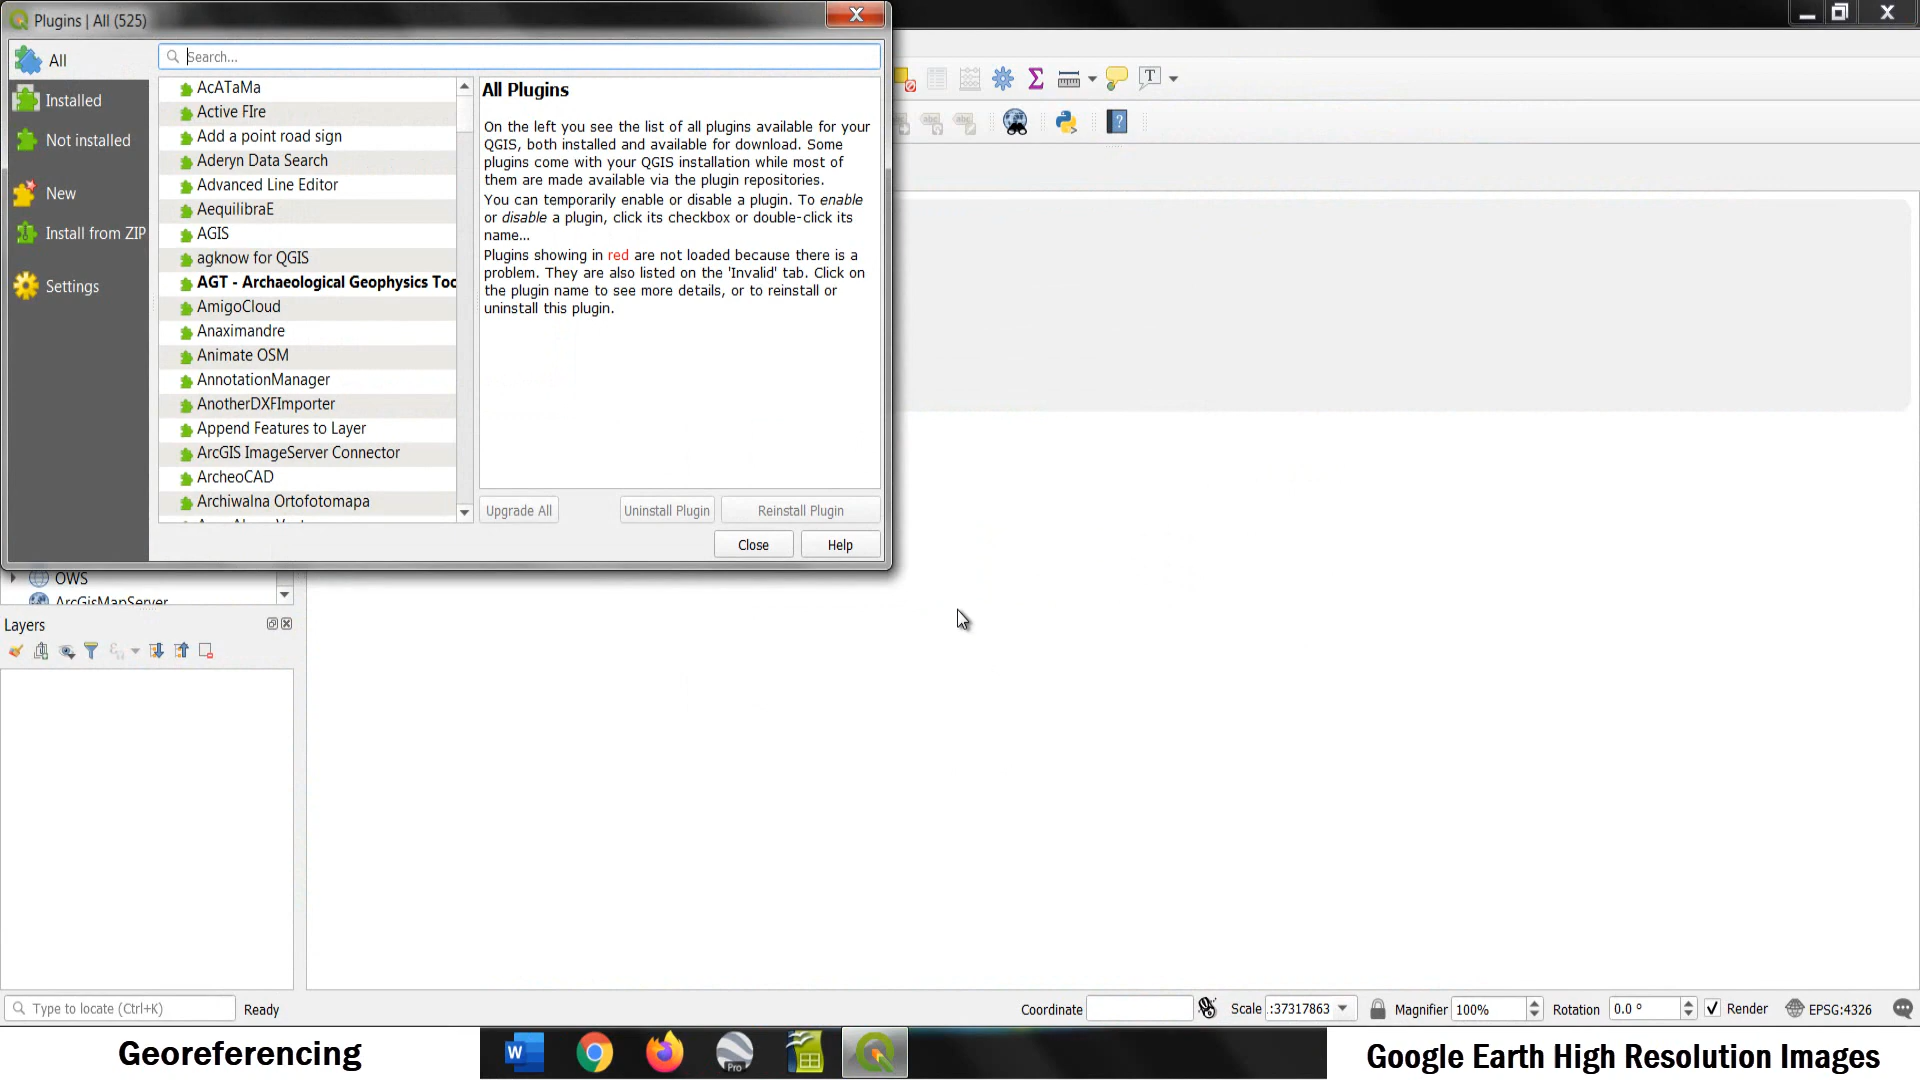 Plugins | All (525)
All
Installed
Not installed
New
Install from ZIP
Settings
Search...
AcATaMa
Active FIre
Add a point road sign
Aderyn Data Search
Advanced Line Editor
AequilibraE
AGIS
agknow for QGIS
AGT - Archaeological Geophysics Too
AmigoCloud
Anaximandre
Animate OSM
AnnotationManager
AnotherDXFImporter
Append Features to Layer
ArcGIS ImageServer Connector
ArcheoCAD
Archiwalna Ortofotomapa
All Plugins
On the left you see the list of all plugins available for your
QGIS, both installed and available for download. Some
plugins come with your QGIS installation while most of
them are made available via the plugin repositories.
You can temporarily enable or disable a plugin. To enable
or disable a plugin, click its checkbox or double-click its
name...
Plugins showing in red are not loaded because there is a
problem. They are also listed on the 'Invalid' tab. Click on
the plugin name to see more details, or to reinstall or
uninstall this plugin.
Upgrade All
Uninstall Plugin
Reinstall Plugin
Close
Help
OWS
ArcGisMapServer
Layers
Type to locate (Ctrl+K)
Ready
Coordinate
Scale :37317863
Magnifier 100%
Rotation 0.0 °
Render
EPSG:4326
Pro
Georeferencing
Google Earth High Resolution Images